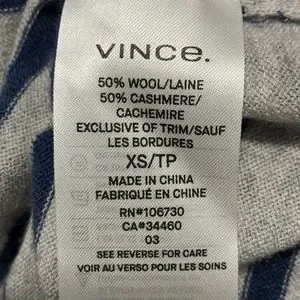 VINCE.
50% WOOL/LAINE
50% CASHMERE/
CACHEMIRE
EXCLUSIVE OF TRIM/SAUF
LES BORDURES
XS/TP
MADE IN CHINA
FABRIQUÉ EN CHINE
RN#106730
CA#34460
03
SEE REVERSE FOR CARE
VOIR AU VERSO POUR LES SOINS